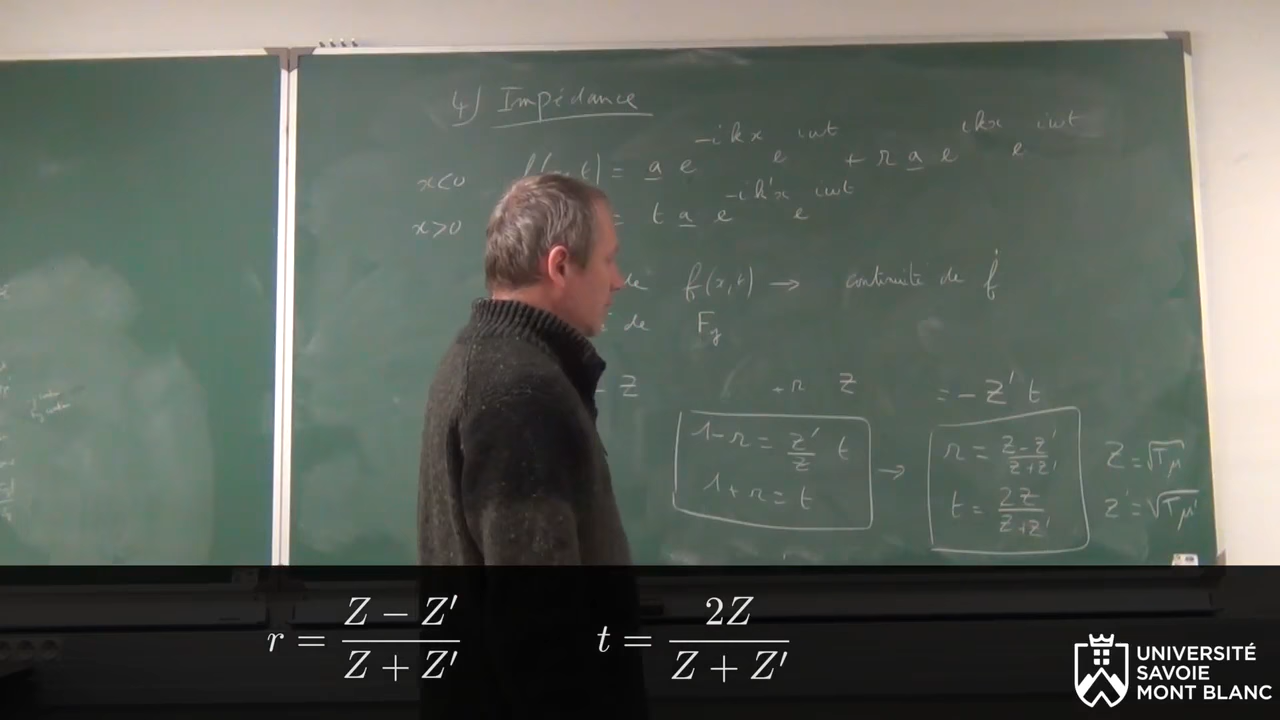 4) Impédance
x<0 f(x,t) = a e^{-ikx} e^{iωt} + r a e^{ikx} e^{iωt}
x>0 = t a e^{-ik'x} e^{iωt}
de f(x,t) → continuité de ḟ
de F_y
- Z + r Z = - Z' t
1 - r = Z'/Z t
1 + r = t
→
r = Z-Z'/Z+Z'
t = 2Z/Z+Z'
Z = √Tμ
Z' = √Tμ'
r = Z - Z'/Z + Z' t = 2Z/Z + Z'
UNIVERSITÉ
SAVOIE
MONT BLANC